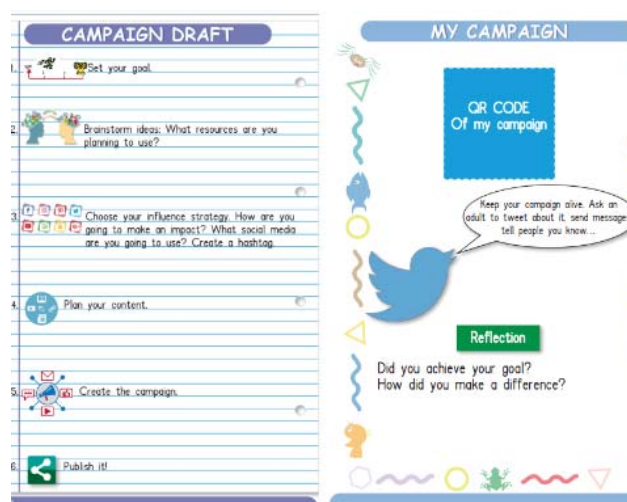 CAMPAIGN DRAFT
1. Set your goal.
2. Brainstorm ideas: What resources are you
planning to use?
3. Choose your influence strategy. How are you
going to make an impact? What social media
are you going to use? Create a hashtag.
4. Plan your content.
5. Create the campaign.
6. Publish it!
MY CAMPAIGN
QR CODE
Of my campaign
Keep your campaign alive. Ask an
adult to tweet about it, send message
tell people you know...
Reflection
Did you achieve your goal?
How did you make a difference?